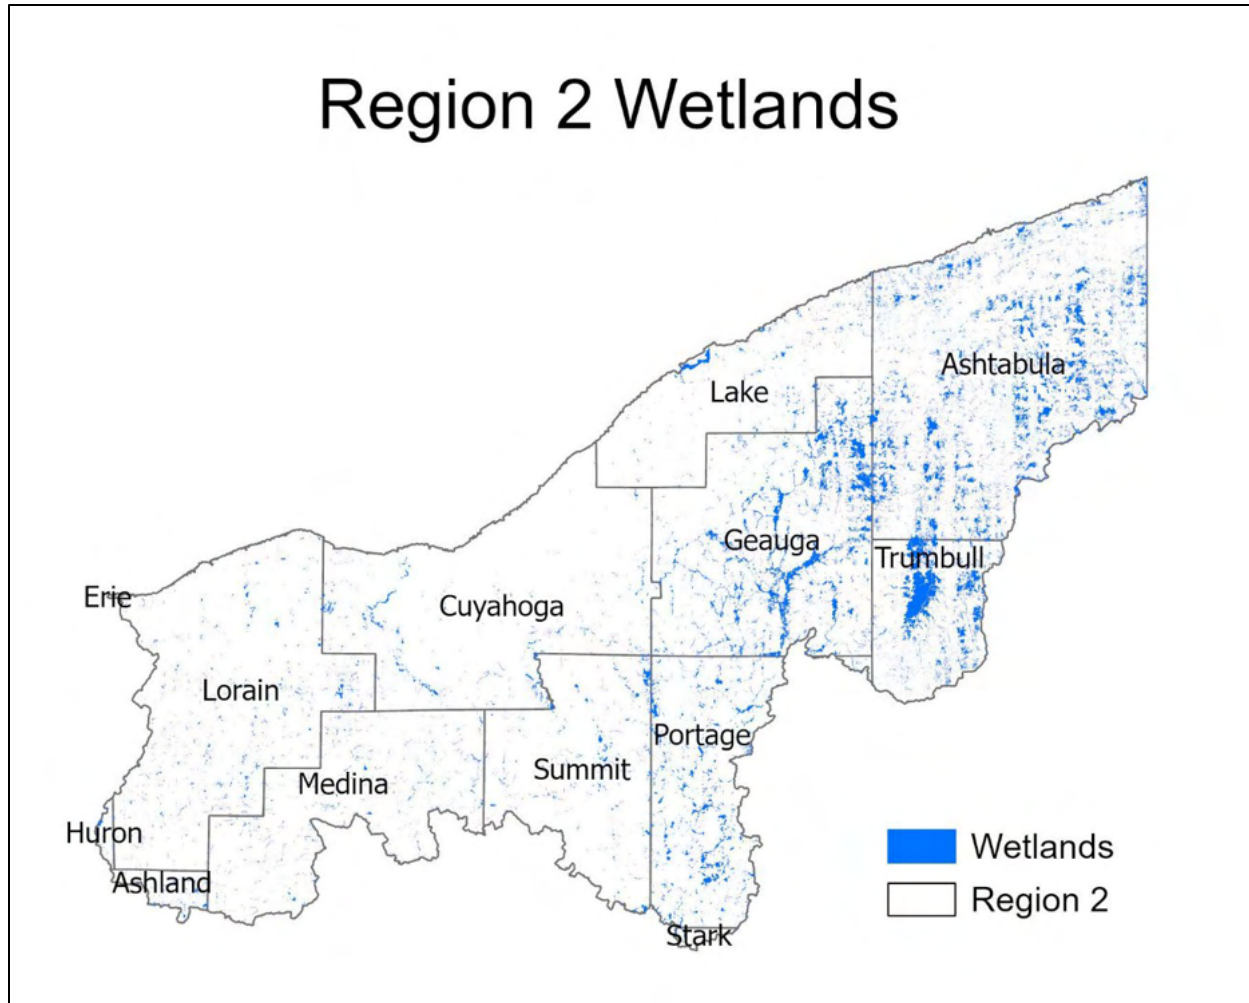 Region 2 Wetlands
Ashtabula
Lake
Geauga
Trumbull
Erie
Cuyahoga
Lorain
Portage
Summit
Medina
Huron
Ashland
Stark
Wetlands
Region 2